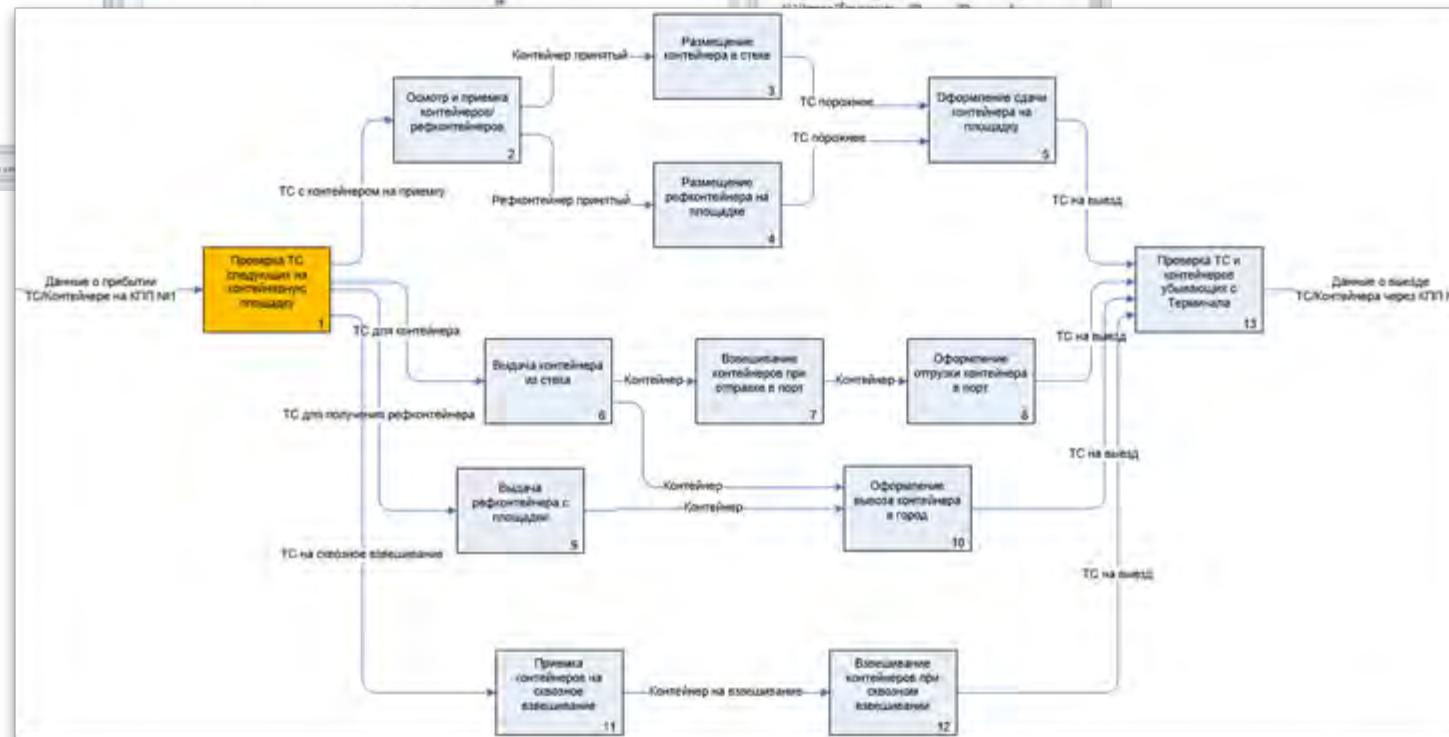 Контейнер принятый
Размещение
контейнера в стеке
3
Осмотр и приемка
контейнеров/
рефконтейнеров
2
ТС порожнее
Оформление сдачи
контейнера на
площадку
5
ТС порожнее
ТС с контейнером на приемку
Рефконтейнер принятый
Размещение
рефконтейнера на
площадке
4
ТС на выезд
Данные о прибытии
ТС/Контейнере на КПП №1
Проверка ТС
следующих на
контейнерную
площадку
1
Проверка ТС и
контейнеров
убывающих с
Терминала
13
Данные о выезде
ТС/Контейнера через КПП
ТС для контейнера
ТС на выезд
Выдача контейнера
из стека
6
Контейнер
Взвешивание
контейнеров при
отправке в порт
7
Контейнер
Оформление
отгрузки контейнера
в порт
8
ТС для получения рефконтейнера
ТС на выезд
Выдача
рефконтейнера с
площадки
9
Контейнер
Контейнер
Оформление
вывоза контейнера
в город
10
ТС на сквозное взвешивание
ТС на выезд
Приемка
контейнеров на
сквозное
взвешивание
11
Контейнер на взвешивание
Взвешивание
контейнеров при
сквозном
взвешивании
12